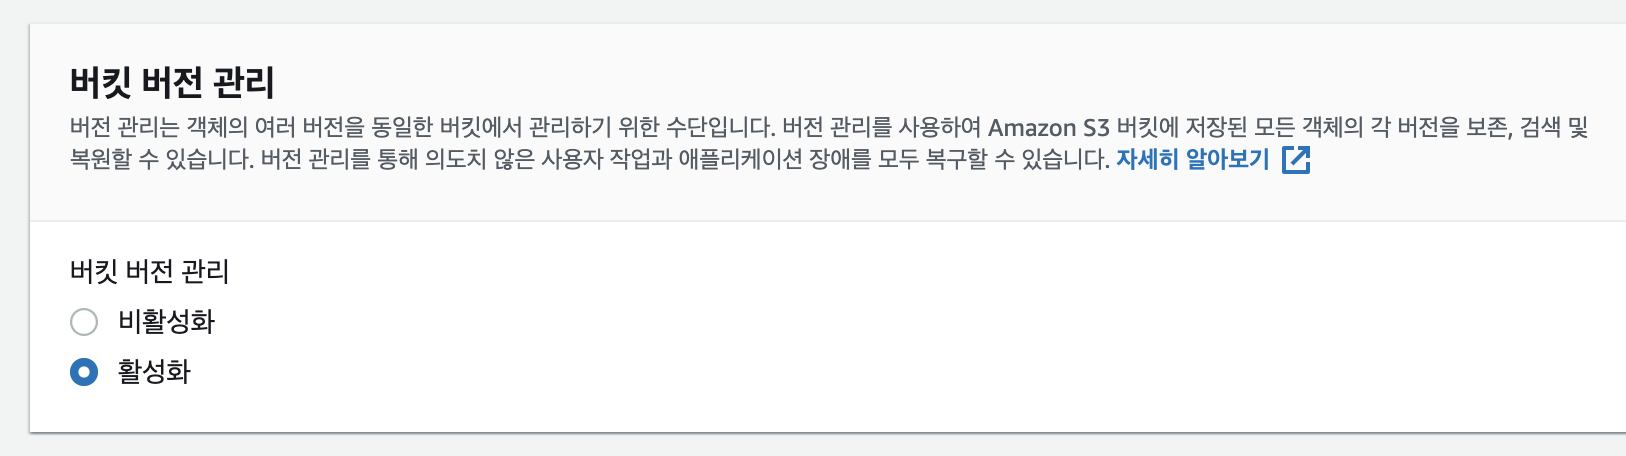 버킷 버전 관리
버전 관리는 객체의 여러 버전을 동일한 버킷에서 관리하기 위한 수단입니다. 버전 관리를 사용하여 Amazon S3 버킷에 저장된 모든 객체의 각 버전을 보존, 검색 및
복원할 수 있습니다. 버전 관리를 통해 의도치 않은 사용자 작업과 애플리케이션 장애를 모두 복구할 수 있습니다. 자세히 알아보기
버킷 버전 관리
비활성화
활성화